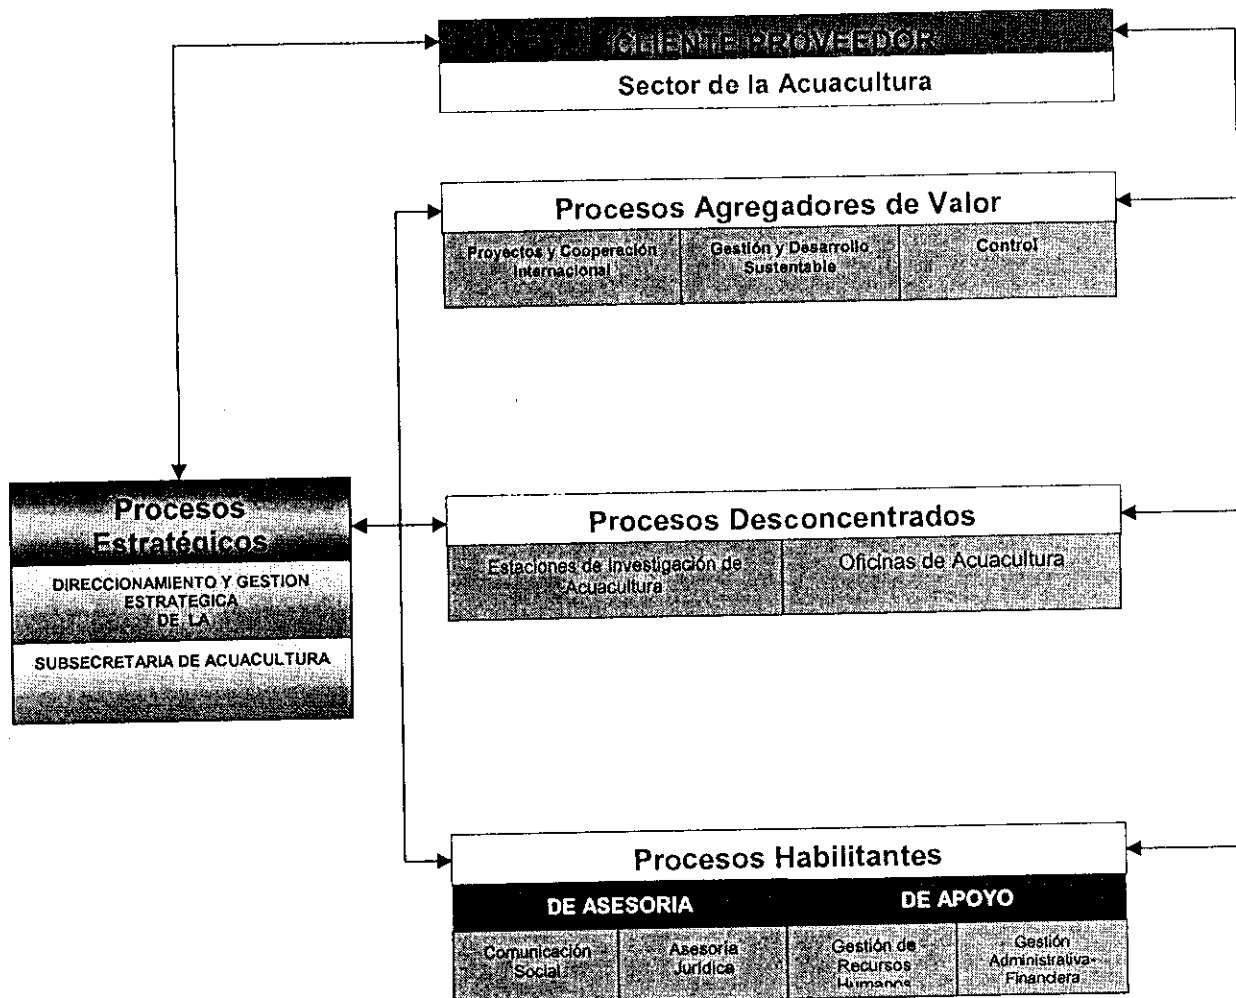 CLIENTE PROVEEDOR
Sector de la Acuacultura
Procesos Agregadores de Valor
Proyectos y Cooperación
Internacional
Gestión y Desarrollo
Sustentable
Control
Procesos
Estratégicos
DIRECCIONAMIENTO Y GESTION
ESTRATEGICA
DE LA
SUBSECRETARIA DE ACUACULTURA
Procesos Desconcentrados
Estaciones de Investigación de
Acuacultura
Oficinas de Acuacultura
Procesos Habilitantes
DE ASESORIA
DE APOYO
Comunicación
Social
Asesoría
Jurídica
Gestión de
Recursos
Humanos
Gestión
Administrativa-
Financiera